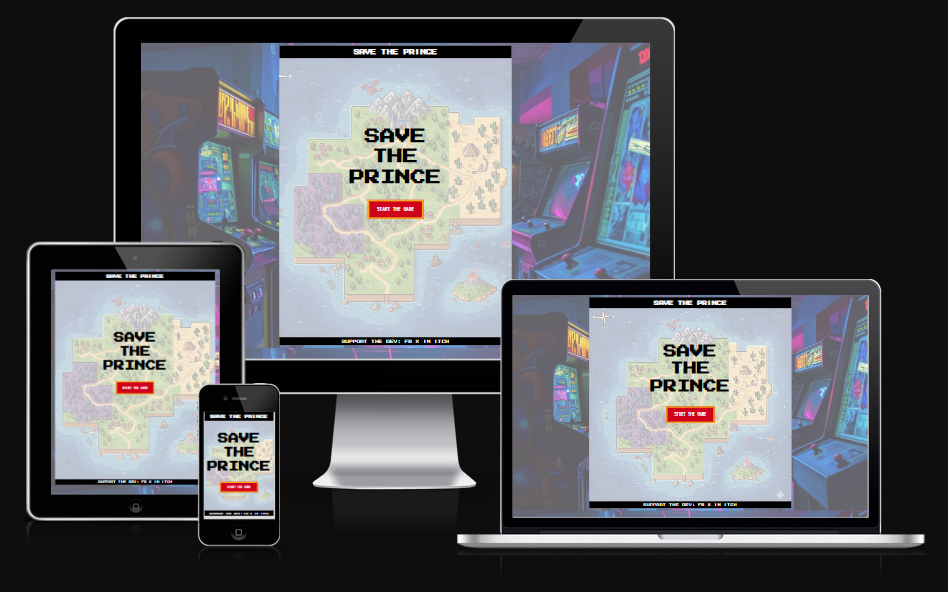 SAVE THE PRINCE
SAVE
THE
PRINCE
START THE GAME
SUPPORT THE DEV: FB X IN ITCH
SAVE THE PRINCE
SAVE
THE
PRINCE
START THE GAME
SUPPORT THE DEV: FB X IN ITCH
SAVE THE PRINCE
SAVE
THE
PRINCE
START THE GAME
SUPPORT THE DEV: FB X IN ITCH
SAVE THE PRINCE
SAVE
THE
PRINCE
START THE GAME
SUPPORT THE DEV: FB X IN ITCH